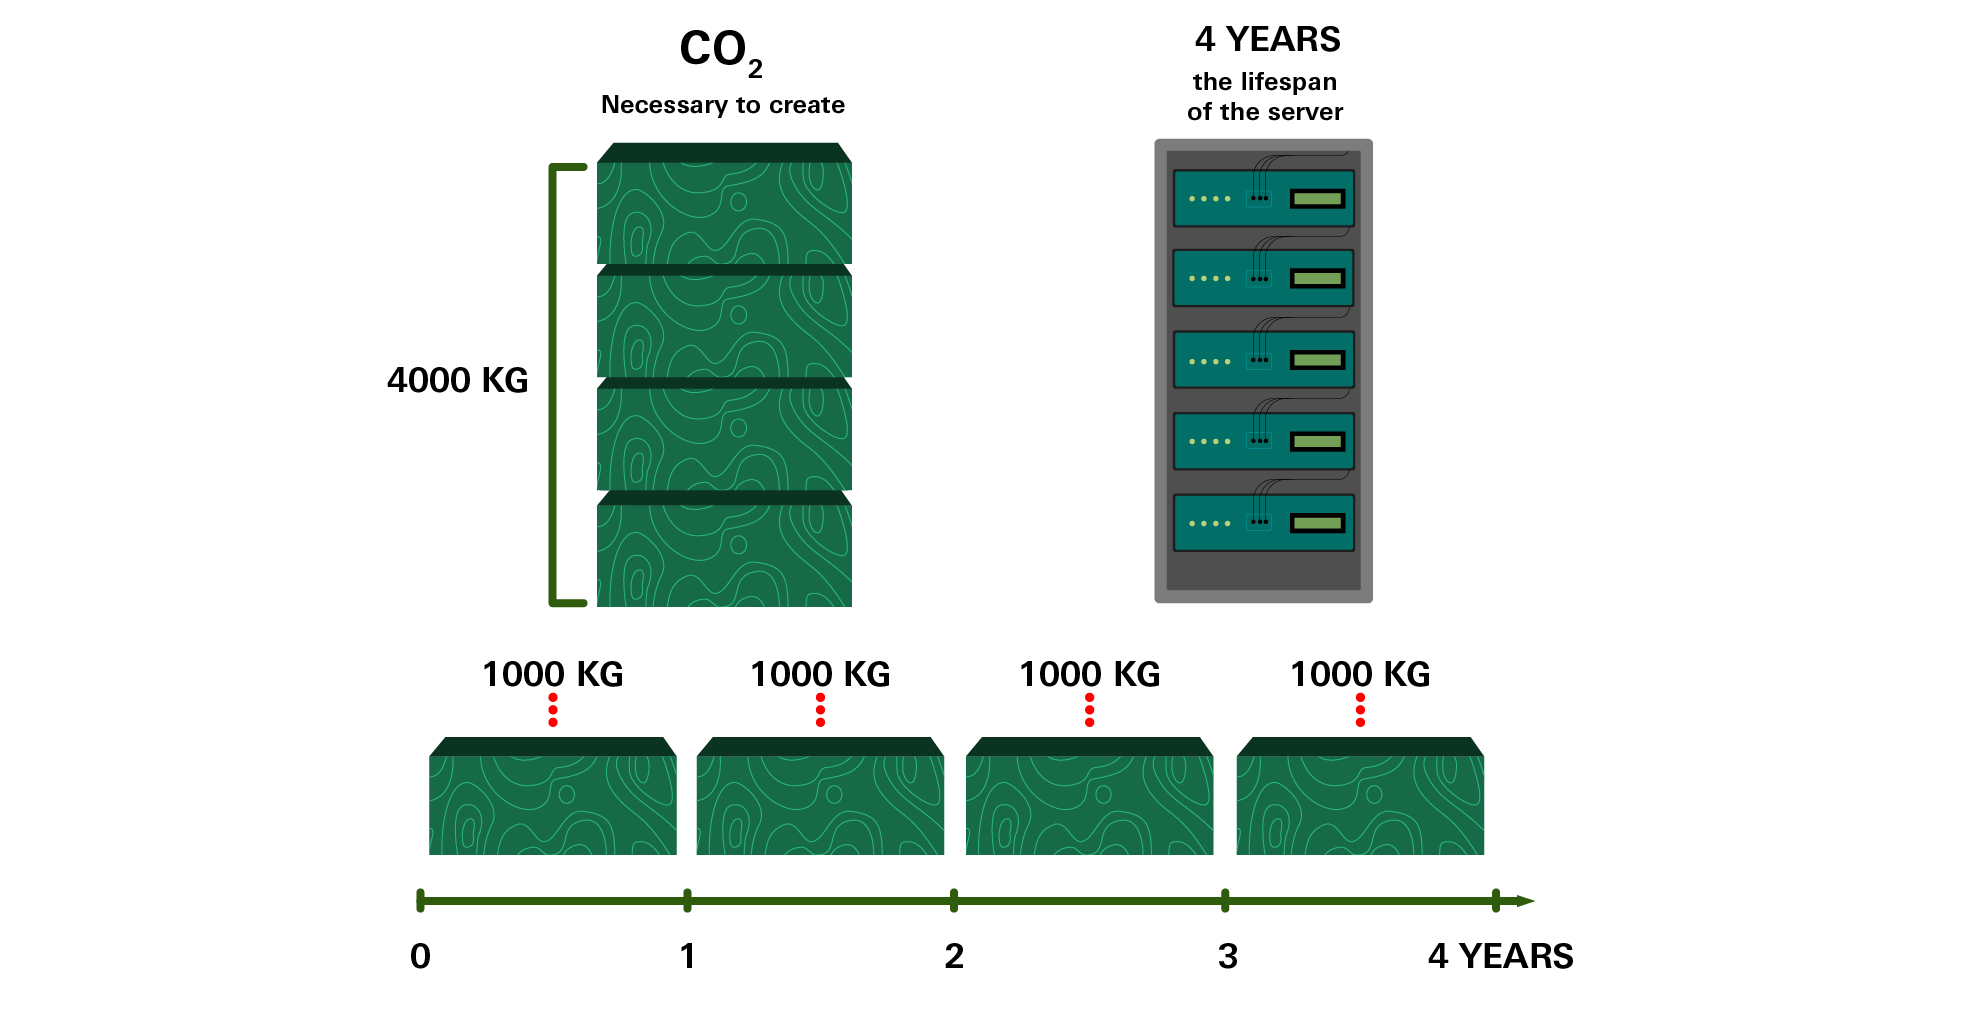 CO₂
Necessary to create
4 YEARS
the lifespan
of the server
4000 KG
1000 KG
1000 KG
1000 KG
1000 KG
0
1
2
3
4 YEARS